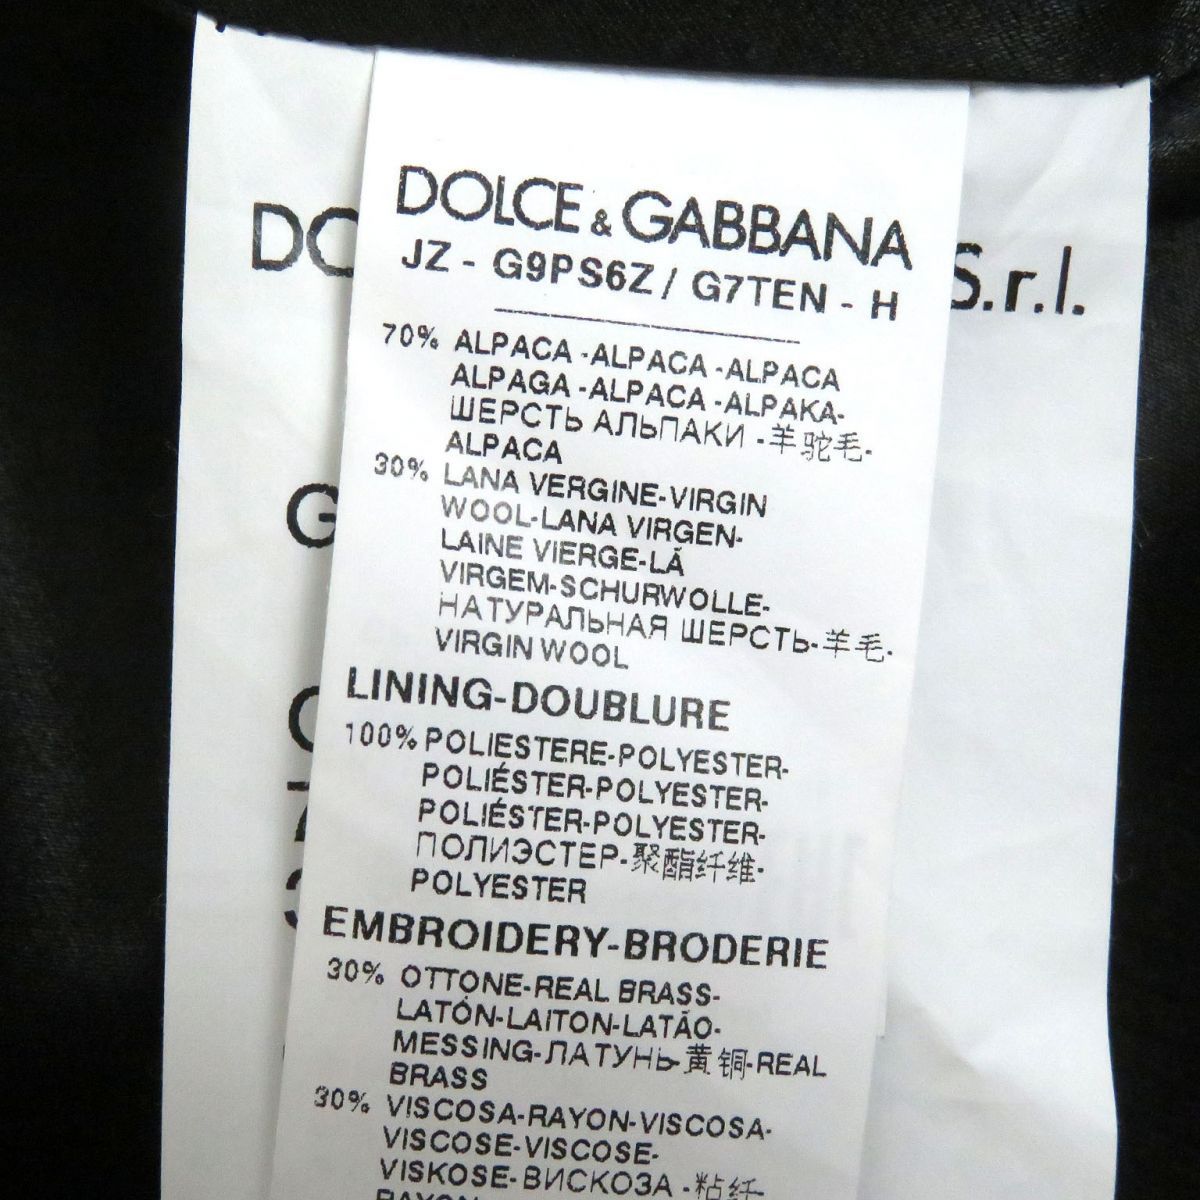 DOLCE & GABBANA
JZ - G9PS6Z / G7TEN - H
70% ALPACA -ALPACA -ALPACA
ALPAGA -ALPACA -ALPAKA-
ШЕРСТЬ АЛЬПАКИ -羊驼毛-
ALPACA
30% LANA VERGINE-VIRGIN
WOOL-LANA VIRGEN-
LAINE VIERGE-LÃ
VIRGEM-SCHURWOLLE-
НАТУРАЛЬНАЯ ШЕРСТЬ-羊毛-
VIRGIN WOOL
LINING-DOUBLURE
100% POLIESTERE-POLYESTER-
POLIÉSTER-POLYESTER-
POLIÉSTER-POLYESTER-
ПОЛИЭСТЕР-聚酯纤维-
POLYESTER
EMBROIDERY-BRODERIE
30% OTTONE-REAL BRASS-
LATÓN-LAITON-LATÃO-
MESSING-ЛАТУНЬ-黄铜-REAL
BRASS
30% VISCOSA-RAYON-VISCOSA-
VISCOSE-VISCOSE-
VISKOSE-ВИСКОЗА -粘纤-
RAYON
DO
S.r.l.
G